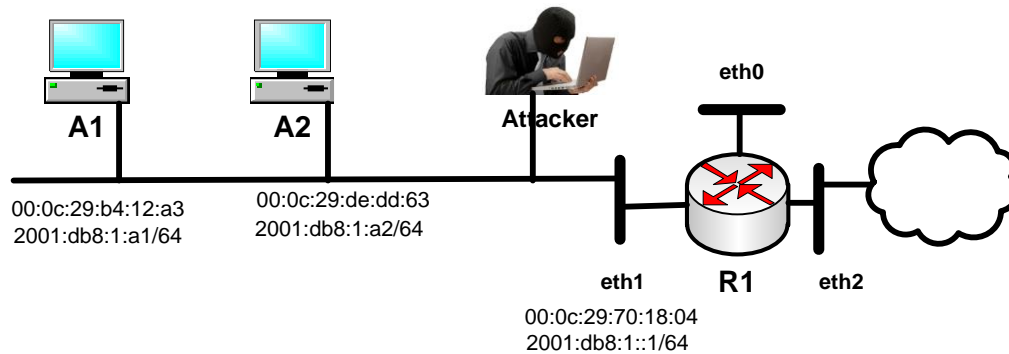 eth0
A1
A2
Attacker
00:0c:29:b4:12:a3
2001:db8:1:a1/64
00:0c:29:de:dd:63
2001:db8:1:a2/64
eth1
R1
eth2
00:0c:29:70:18:04
2001:db8:1::1/64